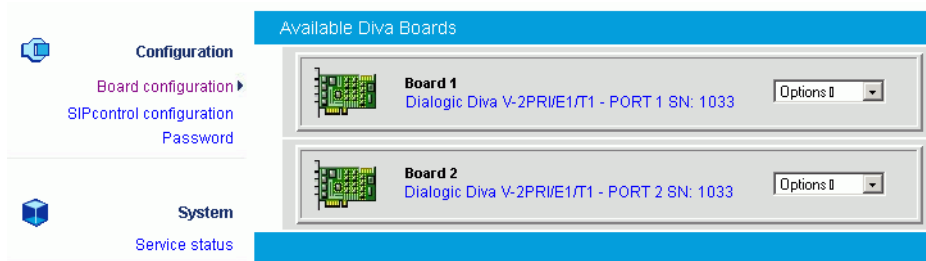 Available Diva Boards
Configuration
Board configuration
SIPcontrol configuration
Password
System
Service status
Board 1
Dialogic Diva V-2PRI/E1/T1 - PORT 1 SN: 1033
Options
Board 2
Dialogic Diva V-2PRI/E1/T1 - PORT 2 SN: 1033
Options